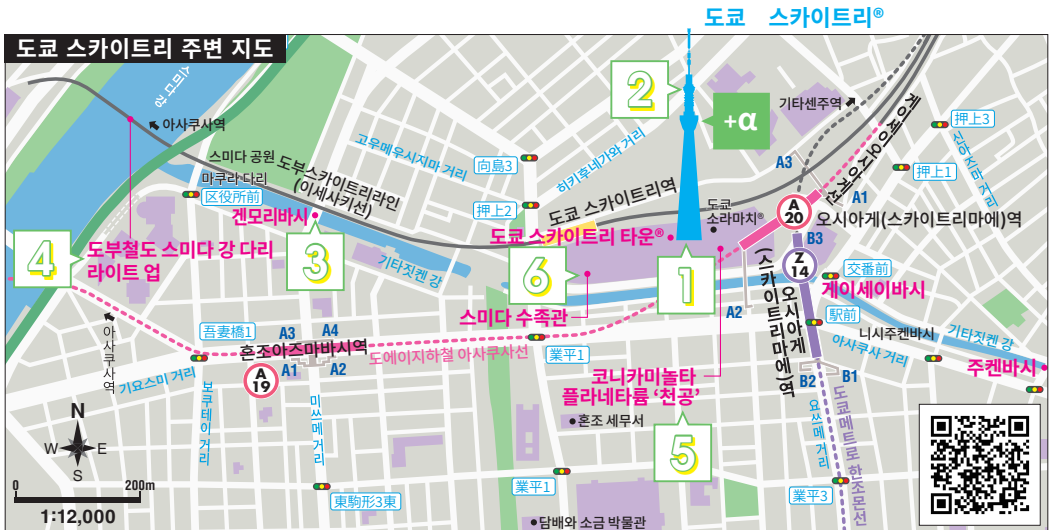 도쿄 스카이트리®
도쿄 스카이트리 주변 지도
스미다 강
아사쿠사역
2
+α
기타센주역
게이세이오시아게선
押上3
신히치마 거리
押上1
고우메우시지마 거리
向島3
히키후네가와 거리
A3
A1
스미다 공원
마쿠라 다리
区役所前
도부스카이트리라인
(이세사키선)
押上2
도쿄 스카이트리역
도쿄
소라마치®
A
20
오시아게(스카이트리마에)역
겐모리바시
도쿄 스카이트리 타운®
B3
4
도부철도 스미다 강 다리
라이트 업
3
기타짓켄 강
6
1
Z
14
交番前
게이세이바시
스미다 수족관
A2
오시아게
(스카이트리마에)역
駅前
니시주켄바시
기타짓켄 강
아사쿠사 거리
주켄바시
아사쿠사역
吾妻橋1
A3
A4
혼조아즈마바시역
도에이지하철 아사쿠사선
業平1
A1
A2
기요스미 거리
A
19
코니카미놀타
플라네타륨 ‘천공’
B2
B1
보쿠테이 거리
미쓰메 거리
요쓰메 거리
도쿄메트로 한조몬선
혼조 세무서
5
N
W
E
S
0
200m
1:12,000
東駒形3東
業平1
業平3
담배와 소금 박물관